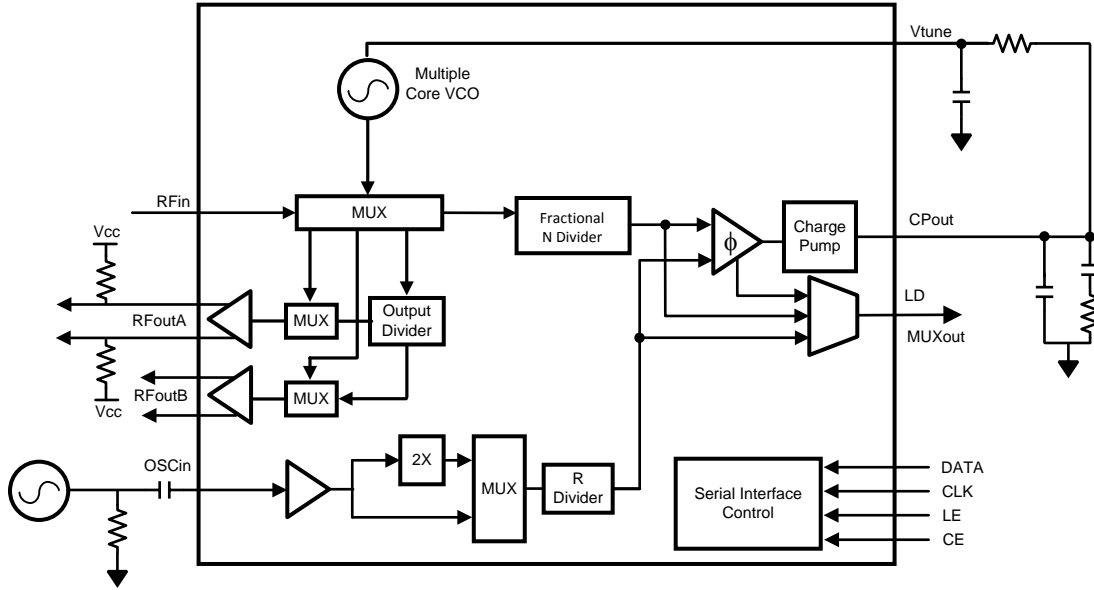 Vtune
Multiple
Core VCO
RFin
MUX
Fractional
N Divider
ϕ
Charge
Pump
CPout
Vcc
RFoutA
MUX
Output
Divider
LD
MUXout
RFoutB
MUX
Vcc
OSCin
2X
MUX
R
Divider
Serial Interface
Control
DATA
CLK
LE
CE